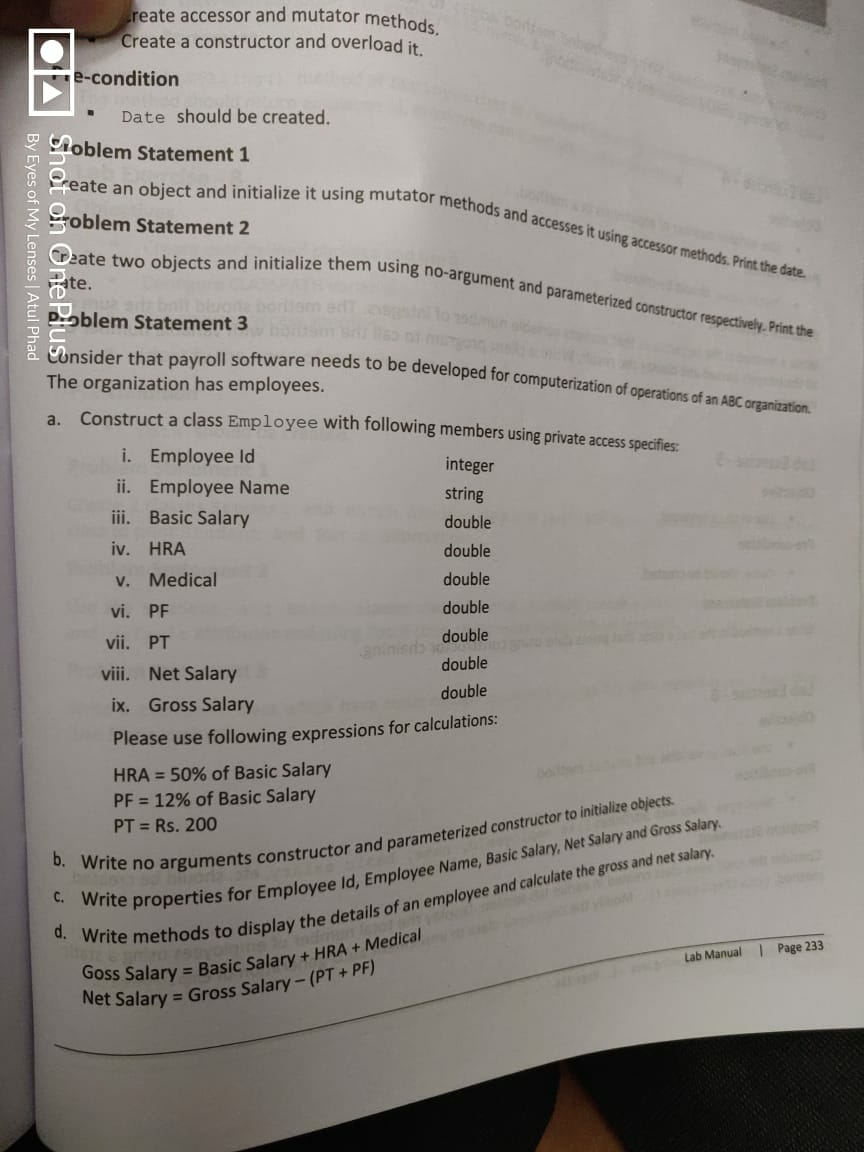 reate accessor and mutator methods.
Create a constructor and overload it.
e-condition
▪ Date should be created.
roblem Statement 1
reate an object and initialize it using mutator methods and accesses it using accessor methods. Print the date.
roblem Statement 2
Create two objects and initialize them using no-argument and parameterized constructor respectively. Print the
date.
Problem Statement 3
Consider that payroll software needs to be developed for computerization of operations of an ABC organization.
The organization has employees.
a. Construct a class Employee with following members using private access specifies:
i. Employee Id integer
ii. Employee Name string
iii. Basic Salary double
iv. HRA double
v. Medical double
vi. PF double
vii. PT double
viii. Net Salary double
ix. Gross Salary double
Please use following expressions for calculations:
HRA = 50% of Basic Salary
PF = 12% of Basic Salary
PT = Rs. 200
b. Write no arguments constructor and parameterized constructor to initialize objects.
c. Write properties for Employee Id, Employee Name, Basic Salary, Net Salary and Gross Salary.
d. Write methods to display the details of an employee and calculate the gross and net salary.
Goss Salary = Basic Salary + HRA + Medical
Net Salary = Gross Salary – (PT + PF)
Lab Manual | Page 233
Shot on OnePlus
By Eyes of My Lenses | Atul Phad